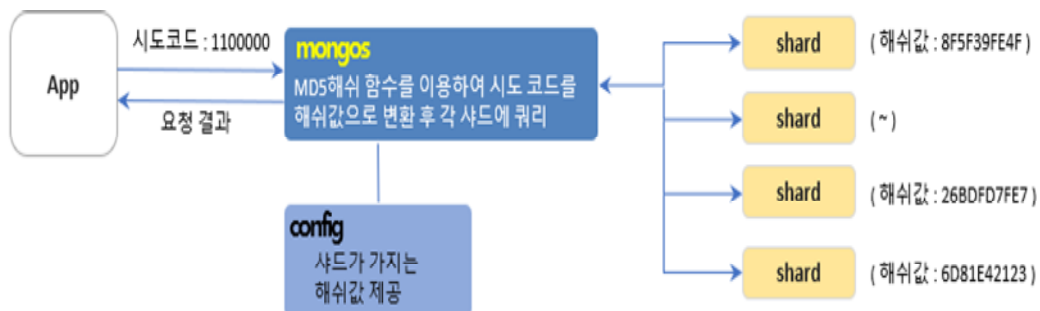 App
시도코드 : 1100000
요청 결과
mongos
MD5해쉬 함수를 이용하여 시도 코드를
해쉬값으로 변환 후 각 샤드에 쿼리
config
샤드가 가지는
해쉬값 제공
shard ( 해쉬값 : 8F5F39FE4F )
shard ( ~ )
shard ( 해쉬값 : 26BDFD7FE7 )
shard ( 해쉬값 : 6D81E42123 )